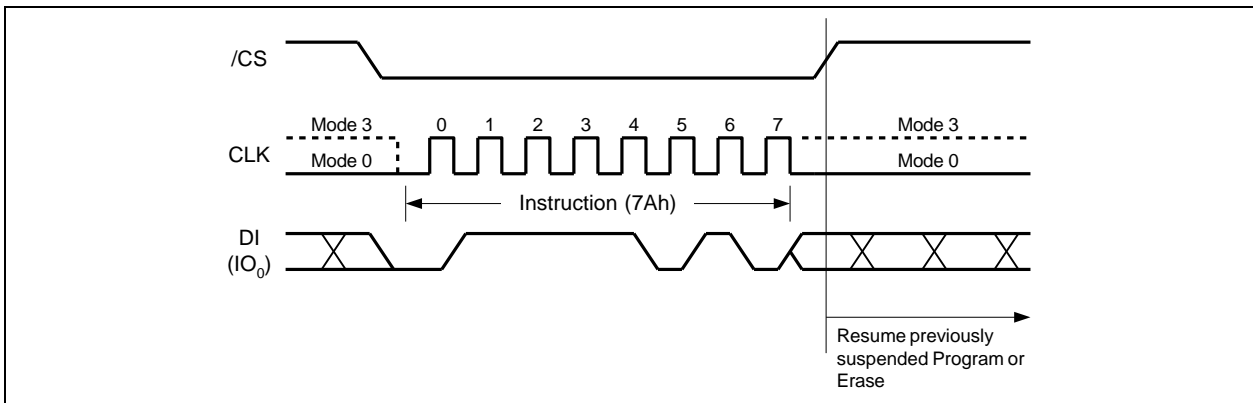 /CS
Mode 3 0 1 2 3 4 5 6 7 Mode 3
CLK
Mode 0 Mode 0
Instruction (7Ah)
DI
(IO0)
Resume previously
suspended Program or
Erase